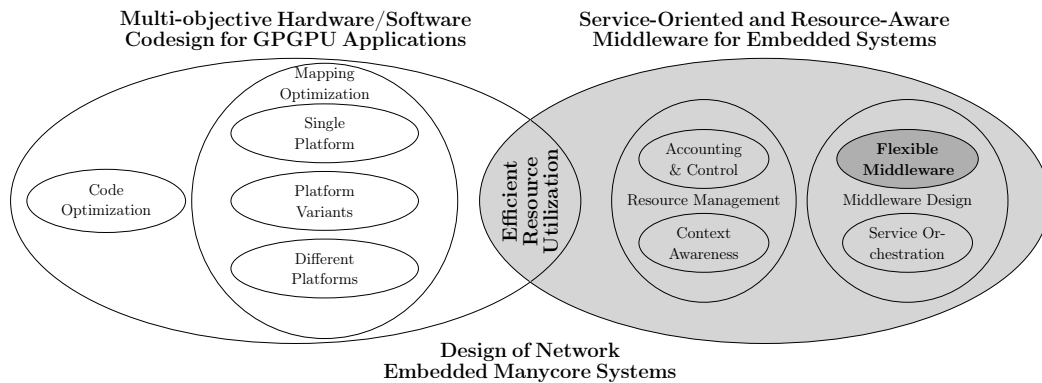 Multi-objective Hardware/Software
Codesign for GPGPU Applications
Service-Oriented and Resource-Aware
Middleware for Embedded Systems
Mapping
Optimization
Single
Platform
Code
Optimization
Platform
Variants
Different
Platforms
Efficient
Resource
Utilization
Accounting
& Control
Resource Management
Context
Awareness
Flexible
Middleware
Middleware Design
Service Or-
chestration
Design of Network
Embedded Manycore Systems